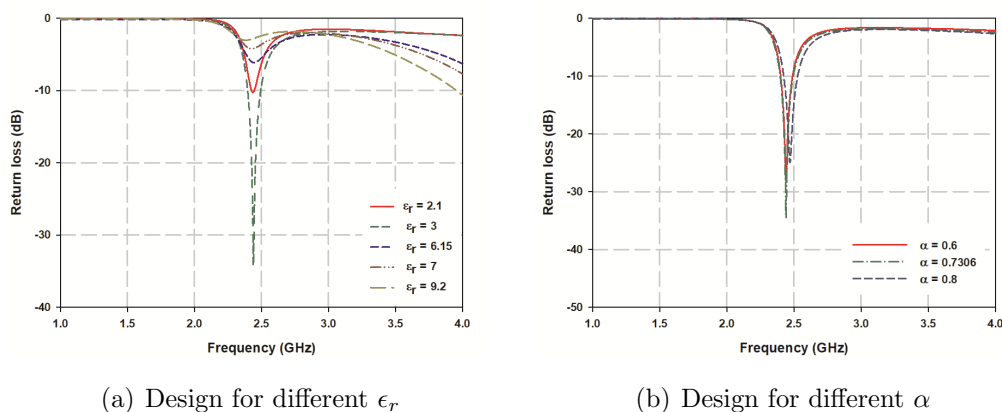 0
-10
-20
-30
-40
Return loss (dB)
1.0 1.5 2.0 2.5 3.0 3.5 4.0
Frequency (GHz)
εr = 2.1
εr = 3
εr = 6.15
εr = 7
εr = 9.2
(a) Design for different ϵr
0
-10
-20
-30
-40
-50
Return loss (dB)
1.0 1.5 2.0 2.5 3.0 3.5 4.0
Frequency (GHz)
α = 0.6
α = 0.7306
α = 0.8
(b) Design for different α